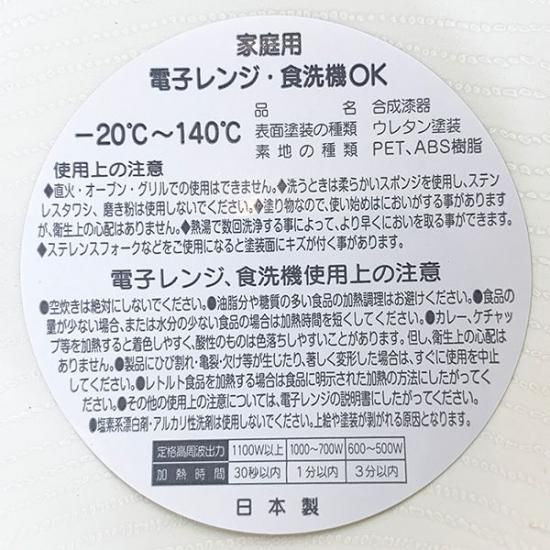 家庭用
電子レンジ・食洗機OK
－20℃～140℃
品名 合成漆器
表面塗装の種類 ウレタン塗装
素地の種類 PET、ABS樹脂
使用上の注意
◆直火・オーブン・グリルでの使用はできません。◆洗うときは柔らかいスポンジを使用し、ステン
レスタワシ、磨き粉は使用しないでください。◆塗り物なので、使い始めはにおいがする事があります
が、衛生上の心配はありません。◆熱湯で数回洗浄する事によって、より早くにおいを取る事ができます。
◆ステレンスフォークなどをご使用になると塗装面にキズが付く事があります。
電子レンジ、食洗機使用上の注意
●空炊きは絶対にしないでください。●油脂分や糖質の多い食品の加熱調理はお避けください。●食品の
量が少ない場合、または水分の少ない食品の場合は加熱時間を短くしてください。●カレー、ケチャッ
プ等を加熱すると着色しやすく、酸性のものは色落ちしやすいことがあります。但し、衛生上の心配は
ありません。●製品にひび割れ・亀裂・欠け等が生じたり、著しく変形した場合は、すぐに使用を中止
してください。●レトルト食品を加熱する場合は食品に明示された加熱の方法にしたがってく
ださい。●その他の使用上の注意については、電子レンジの説明書にしたがってください。
●塩素系漂白剤・アルカリ性洗剤は使用しないでください。上絵や塗装が剥がれる原因となります。
定格高周波出力 1100W以上 1000～700W 600～500W
加熱時間 30秒以内 1分以内 3分以内
日本製